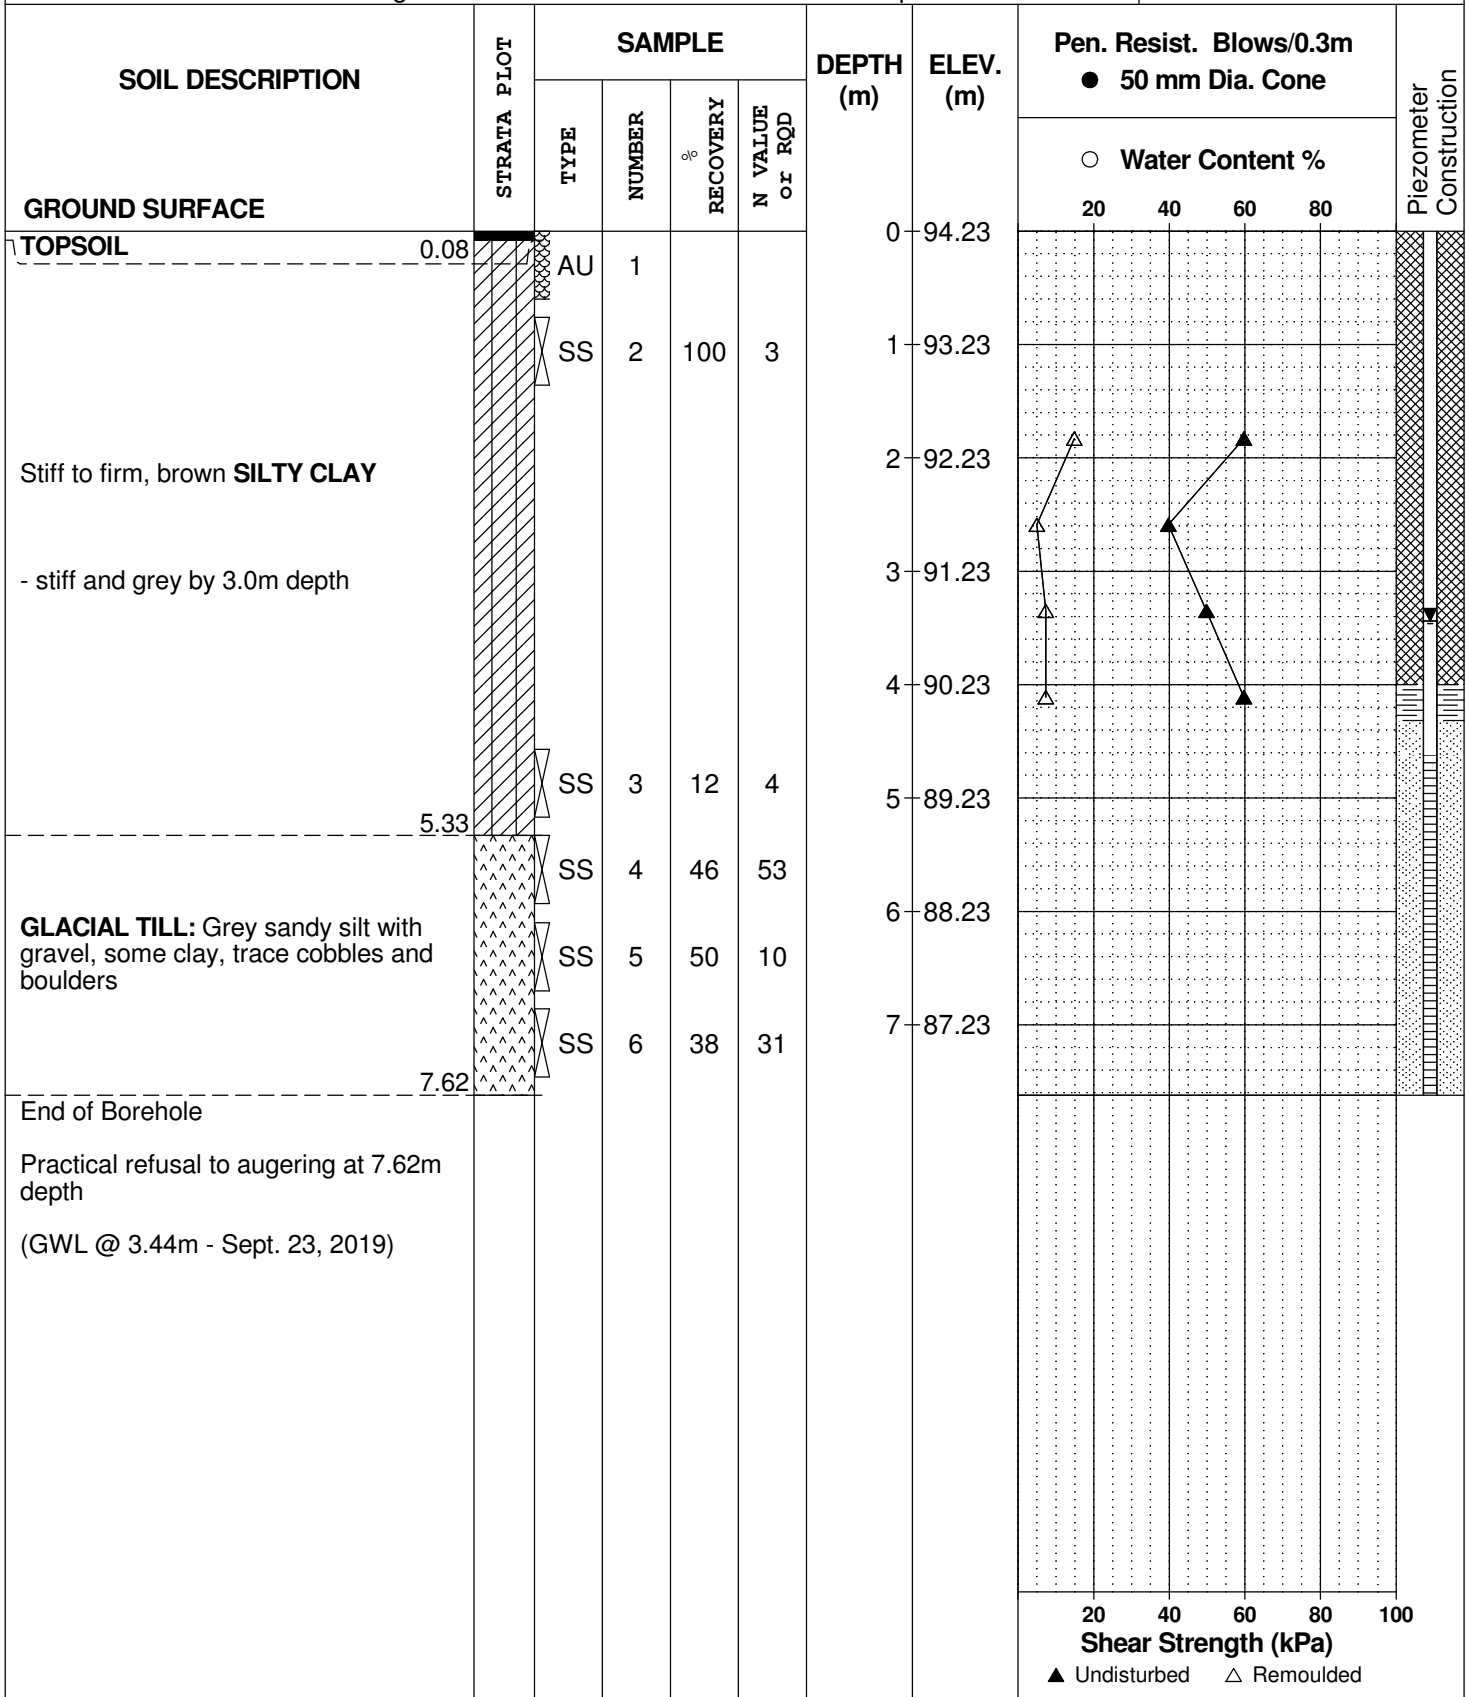 SOIL DESCRIPTION
GROUND SURFACE
STRATA PLOT
SAMPLE
TYPE
NUMBER
% RECOVERY
N VALUE or RQD
DEPTH (m)
ELEV. (m)
Pen. Resist. Blows/0.3m
● 50 mm Dia. Cone
○ Water Content %
20 40 60 80
Piezometer Construction
0 94.23
TOPSOIL 0.08
AU 1
SS 2 100 3
1 93.23
Stiff to firm, brown SILTY CLAY
2 92.23
- stiff and grey by 3.0m depth
3 91.23
4 90.23
SS 3 12 4
5 89.23
5.33
SS 4 46 53
6 88.23
GLACIAL TILL: Grey sandy silt with
gravel, some clay, trace cobbles and
boulders
SS 5 50 10
7 87.23
SS 6 38 31
7.62
End of Borehole
Practical refusal to augering at 7.62m
depth
(GWL @ 3.44m - Sept. 23, 2019)
20 40 60 80 100
Shear Strength (kPa)
▲ Undisturbed △ Remoulded